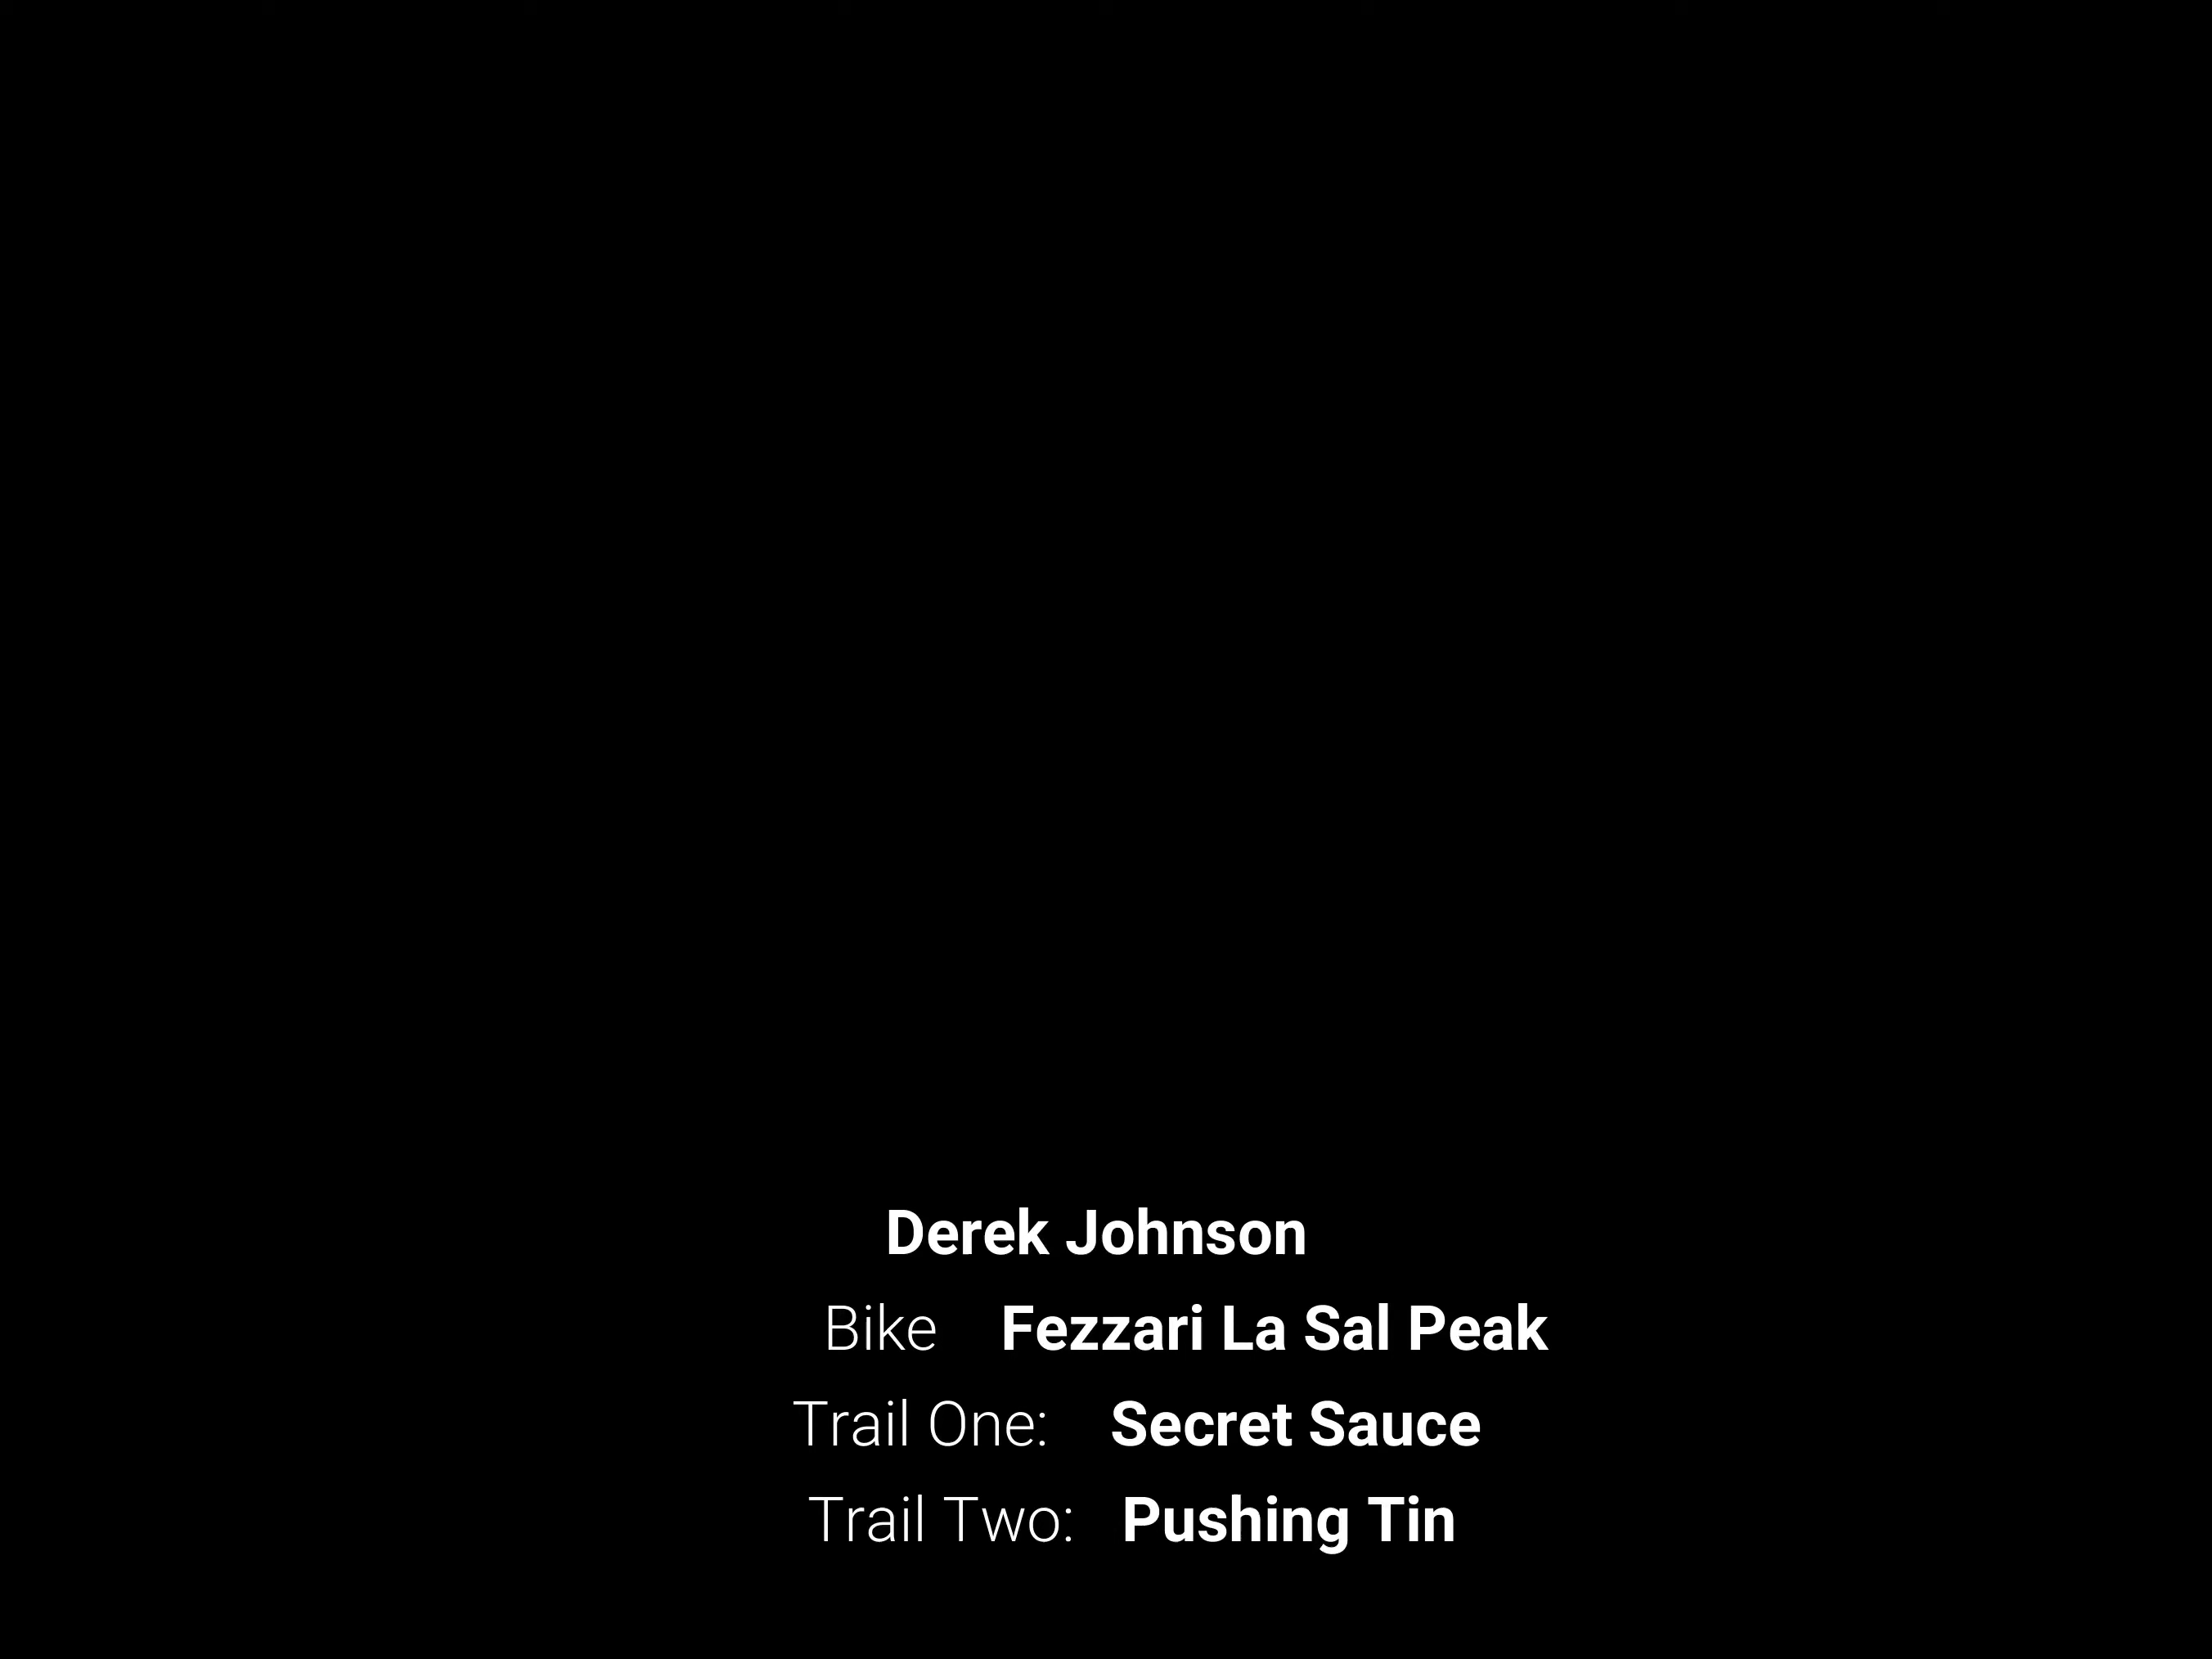 Derek Johnson
Bike Fezzari La Sal Peak
Trail One: Secret Sauce
Trail Two: Pushing Tin